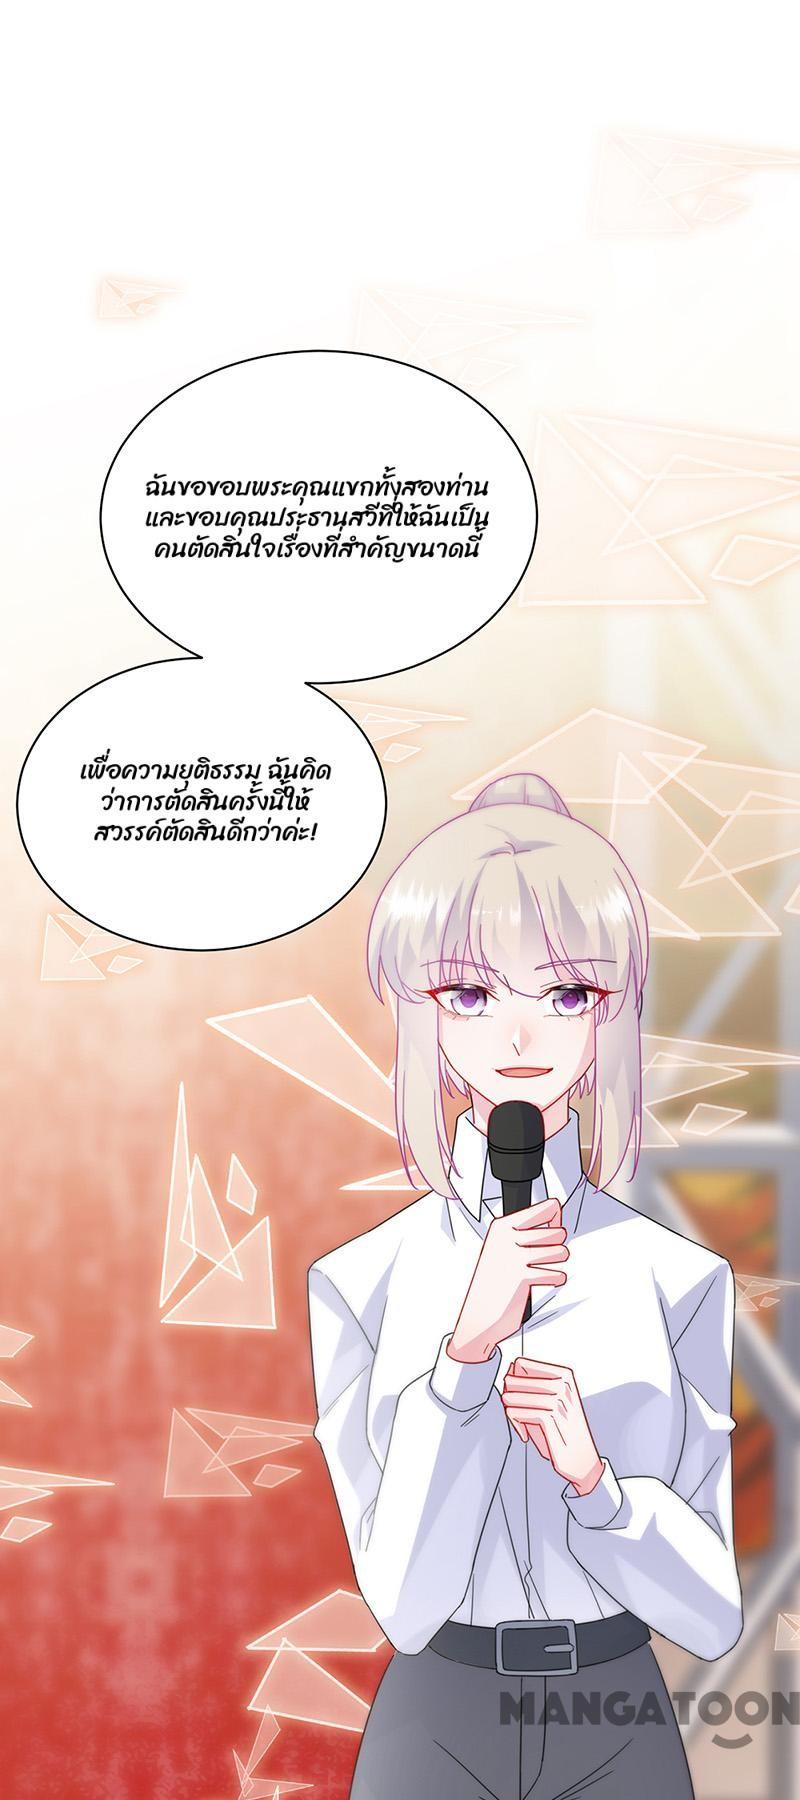 ฉันขอขอบพระคุณแขกทั้งสองท่าน
และขอบคุณประธานสวีที่ให้ฉันเป็น
คนตัดสินใจเรื่องที่สำคัญขนาดนี้
เพื่อความยุติธรรม ฉันคิด
ว่าการตัดสินครั้งนี้ให้
สวรรค์ตัดสินดีกว่าค่ะ!
MANGATOON